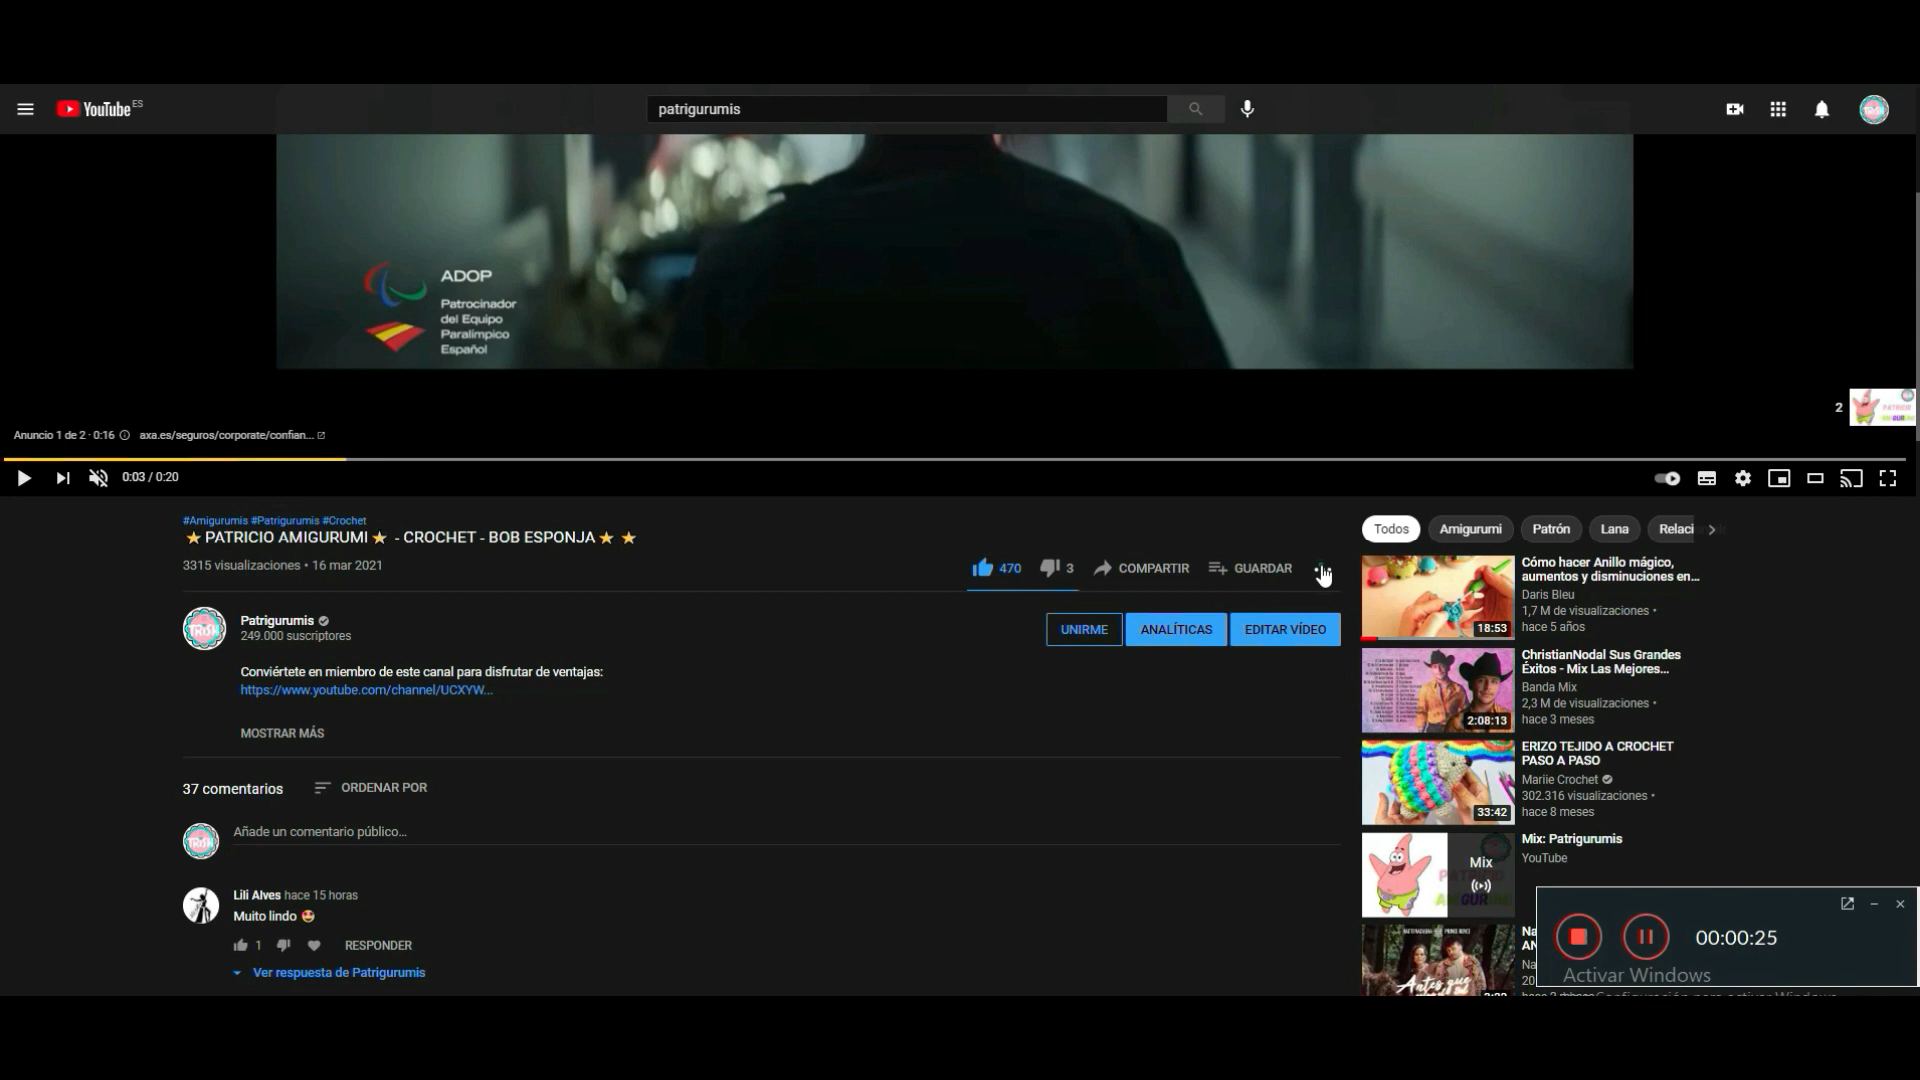 YouTube ES
patrigurumis
ADOP
Patrocinador
del Equipo
Paralímpico
Español
2
Anuncio 1 de 2 · 0:16
axa.es/seguros/corporate/confian...
0:03 / 0:20
#Amigurumis #Patrigurumis #Crochet
⭐PATRICIO AMIGURUMI⭐ - CROCHET - BOB ESPONJA⭐ ⭐
3315 visualizaciones • 16 mar 2021
470
3
COMPARTIR
GUARDAR
Patrigurumis
249.000 suscriptores
UNIRME
ANALÍTICAS
EDITAR VÍDEO
Conviértete en miembro de este canal para disfrutar de ventajas:
https://www.youtube.com/channel/UCXYW...
MOSTRAR MÁS
37 comentarios
ORDENAR POR
Añade un comentario público...
Lili Alves hace 15 horas
Muito lindo 🤩
1
RESPONDER
Ver respuesta de Patrigurumis
Todos
Amigurumi
Patrón
Lana
Relaci
18:53
Cómo hacer Anillo mágico,
aumentos y disminuciones en...
Daris Bleu
1,7 M de visualizaciones •
hace 5 años
2:08:13
ChristianNodal Sus Grandes
Éxitos - Mix Las Mejores...
Banda Mix
2,3 M de visualizaciones •
hace 3 meses
33:42
ERIZO TEJIDO A CROCHET
PASO A PASO
Mariie Crochet
302.316 visualizaciones •
hace 8 meses
Mix
Mix: Patrigurumis
YouTube
Antes que
Na
AN
Na
20
00:00:25
Activar Windows